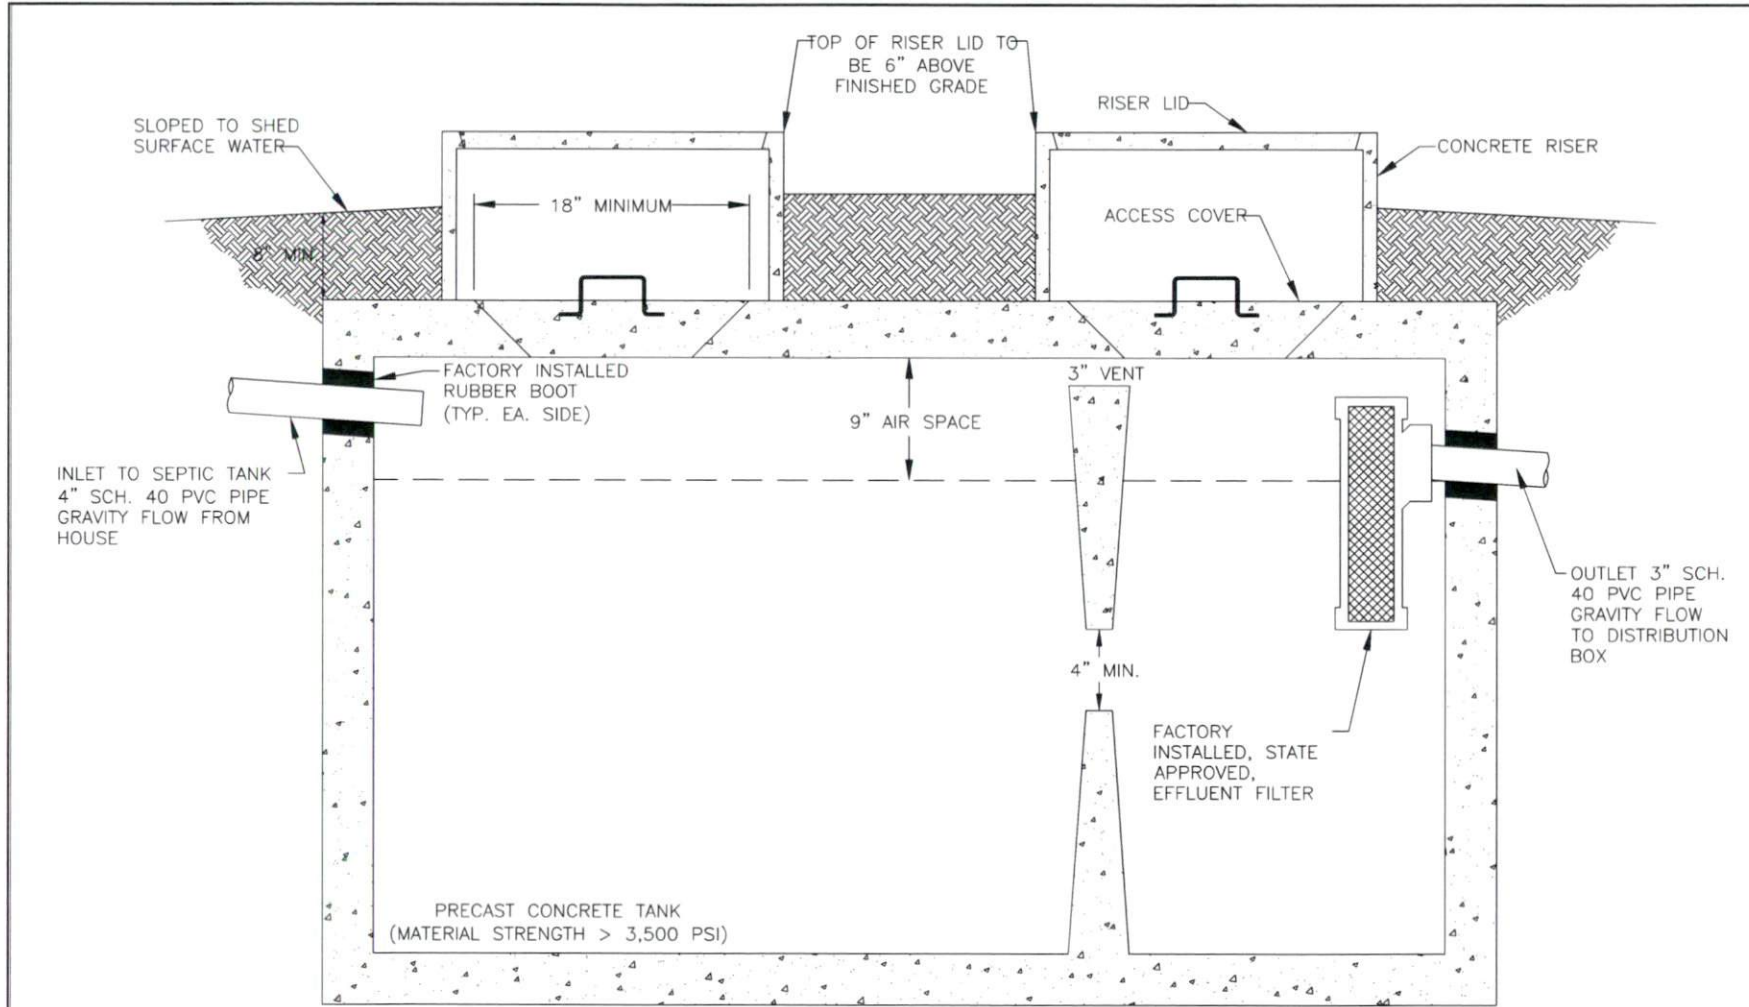 TOP OF RISER LID TO
BE 6" ABOVE
FINISHED GRADE
RISER LID
SLOPED TO SHED
SURFACE WATER
CONCRETE RISER
18" MINIMUM
ACCESS COVER
8" MIN.
FACTORY INSTALLED
RUBBER BOOT
(TYP. EA. SIDE)
3" VENT
9" AIR SPACE
INLET TO SEPTIC TANK
4" SCH. 40 PVC PIPE
GRAVITY FLOW FROM
HOUSE
OUTLET 3" SCH.
40 PVC PIPE
GRAVITY FLOW
TO DISTRIBUTION
BOX
4" MIN.
FACTORY
INSTALLED, STATE
APPROVED,
EFFLUENT FILTER
PRECAST CONCRETE TANK
(MATERIAL STRENGTH > 3,500 PSI)